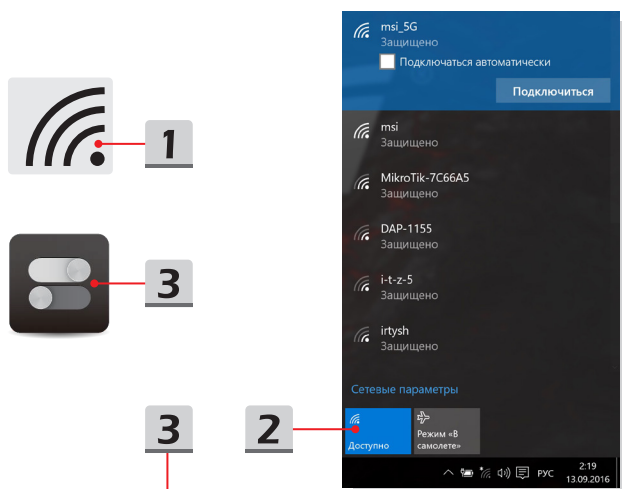 1
3
3
2
msi_5G
Защищено
Подключаться автоматически
Подключиться
msi
Защищено
MikroTik-7C66A5
Защищено
DAP-1155
Защищено
i-t-z-5
Защищено
irtysh
Защищено
Сетевые параметры
Доступно
Режим «В
самолете»
РУС
2:19
13.09.2016